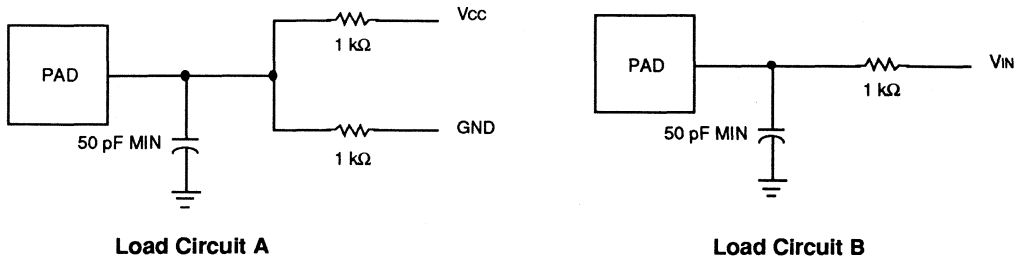 PAD
Vcc
1 kΩ
GND
50 pF MIN
1 kΩ
Load Circuit A
PAD
VIN
1 kΩ
50 pF MIN
Load Circuit B